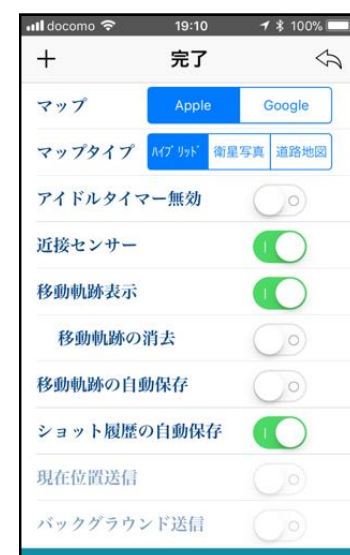 docomo 19:10 100%
+ 完了
マップ Apple Google
マップタイプ ﾊｲﾌﾞﾘｯﾄﾞ 衛星写真 道路地図
アイドルタイマー無効
近接センサー
移動軌跡表示
移動軌跡の消去
移動軌跡の自動保存
ショット履歴の自動保存
現在位置送信
バックグラウンド送信